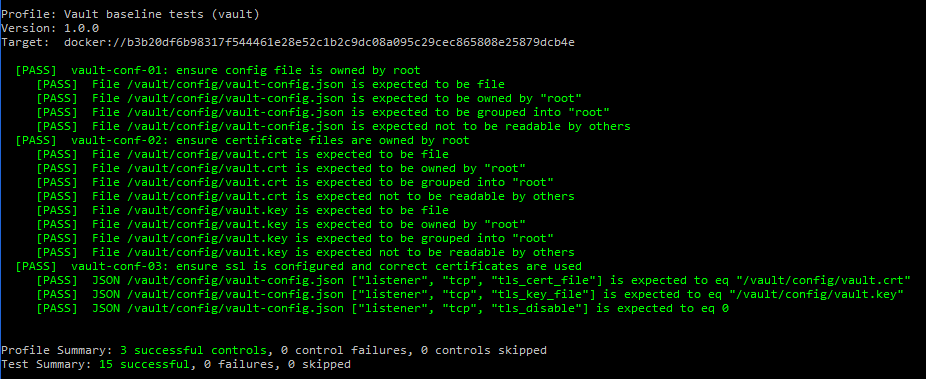 Profile: Vault baseline tests (vault)
Version: 1.0.0
Target:  docker://b3b20df6b98317f544461e28e52c1b2c9dc08a095c29cec865808e25879dcb4e
[PASS]  vault-conf-01: ensure config file is owned by root
[PASS]  File /vault/config/vault-config.json is expected to be file
[PASS]  File /vault/config/vault-config.json is expected to be owned by "root"
[PASS]  File /vault/config/vault-config.json is expected to be grouped into "root"
[PASS]  File /vault/config/vault-config.json is expected not to be readable by others
[PASS]  vault-conf-02: ensure certificate files are owned by root
[PASS]  File /vault/config/vault.crt is expected to be file
[PASS]  File /vault/config/vault.crt is expected to be owned by "root"
[PASS]  File /vault/config/vault.crt is expected to be grouped into "root"
[PASS]  File /vault/config/vault.crt is expected not to be readable by others
[PASS]  File /vault/config/vault.key is expected to be file
[PASS]  File /vault/config/vault.key is expected to be owned by "root"
[PASS]  File /vault/config/vault.key is expected to be grouped into "root"
[PASS]  File /vault/config/vault.key is expected not to be readable by others
[PASS]  vault-conf-03: ensure ssl is configured and correct certificates are used
[PASS]  JSON /vault/config/vault-config.json ["listener", "tcp", "tls_cert_file"] is expected to eq "/vault/config/vault.crt"
[PASS]  JSON /vault/config/vault-config.json ["listener", "tcp", "tls_key_file"] is expected to eq "/vault/config/vault.key"
[PASS]  JSON /vault/config/vault-config.json ["listener", "tcp", "tls_disable"] is expected to eq 0
Profile Summary: 3 successful controls, 0 control failures, 0 controls skipped
Test Summary: 15 successful, 0 failures, 0 skipped